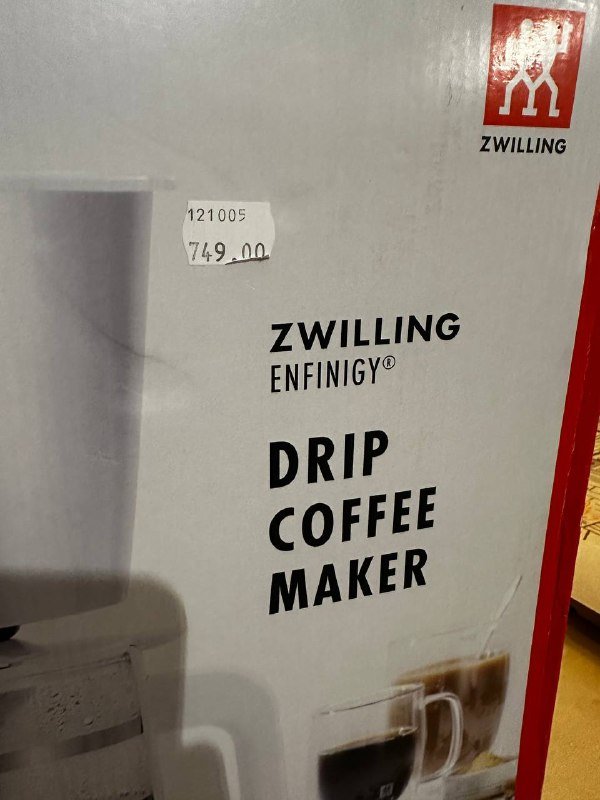 ZWILLING
121005
749.00
ZWILLING
ENFINIGY®
DRIP
COFFEE
MAKER